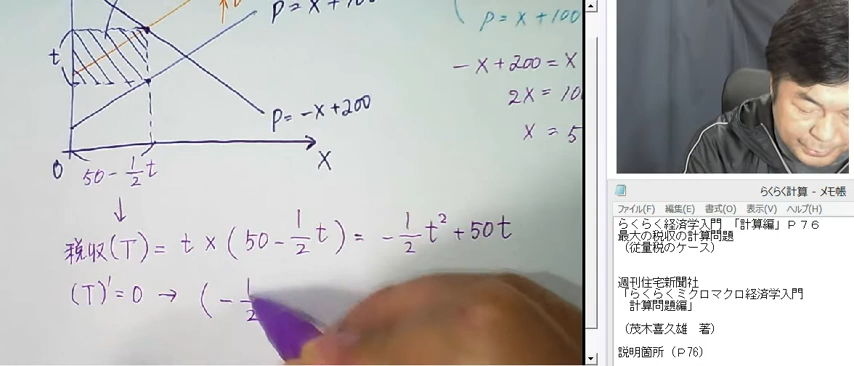 P = X + 100
t
P = -X + 200
0
50 - 1/2 t
X
↓
税収(T) = t × (50 - 1/2 t) = - 1/2 t² + 50t
(T)' = 0 → (- 1/2
P = X + 100
-X + 200 = X
2X = 10
X = 5
らくらく計算 - メモ帳
ファイル(F) 編集(E) 書式(O) 表示(V) ヘルプ(H)
らくらく経済学入門 「計算編」P76
最大の税収の計算問題
(従量税のケース)
週刊住宅新聞社
「らくらくミクロマクロ経済学入門
計算問題編」
(茂木喜久雄 著)
説明箇所(P76)